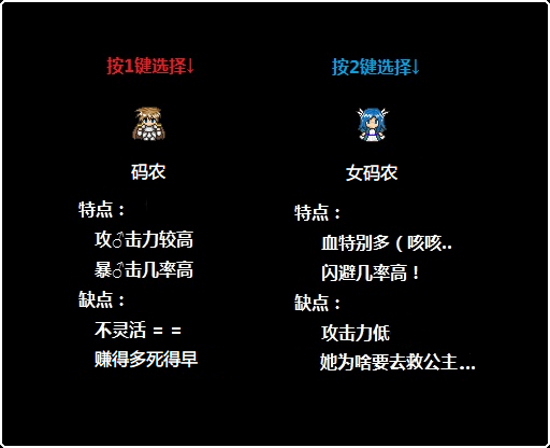 按1键选择↓
码农
特点：
攻♂击力较高
暴♂击几率高
缺点：
不灵活 = =
赚得多死得早
按2键选择↓
女码农
特点：
血特别多（咳咳..
闪避几率高！
缺点：
攻击力低
她为啥要去救公主...